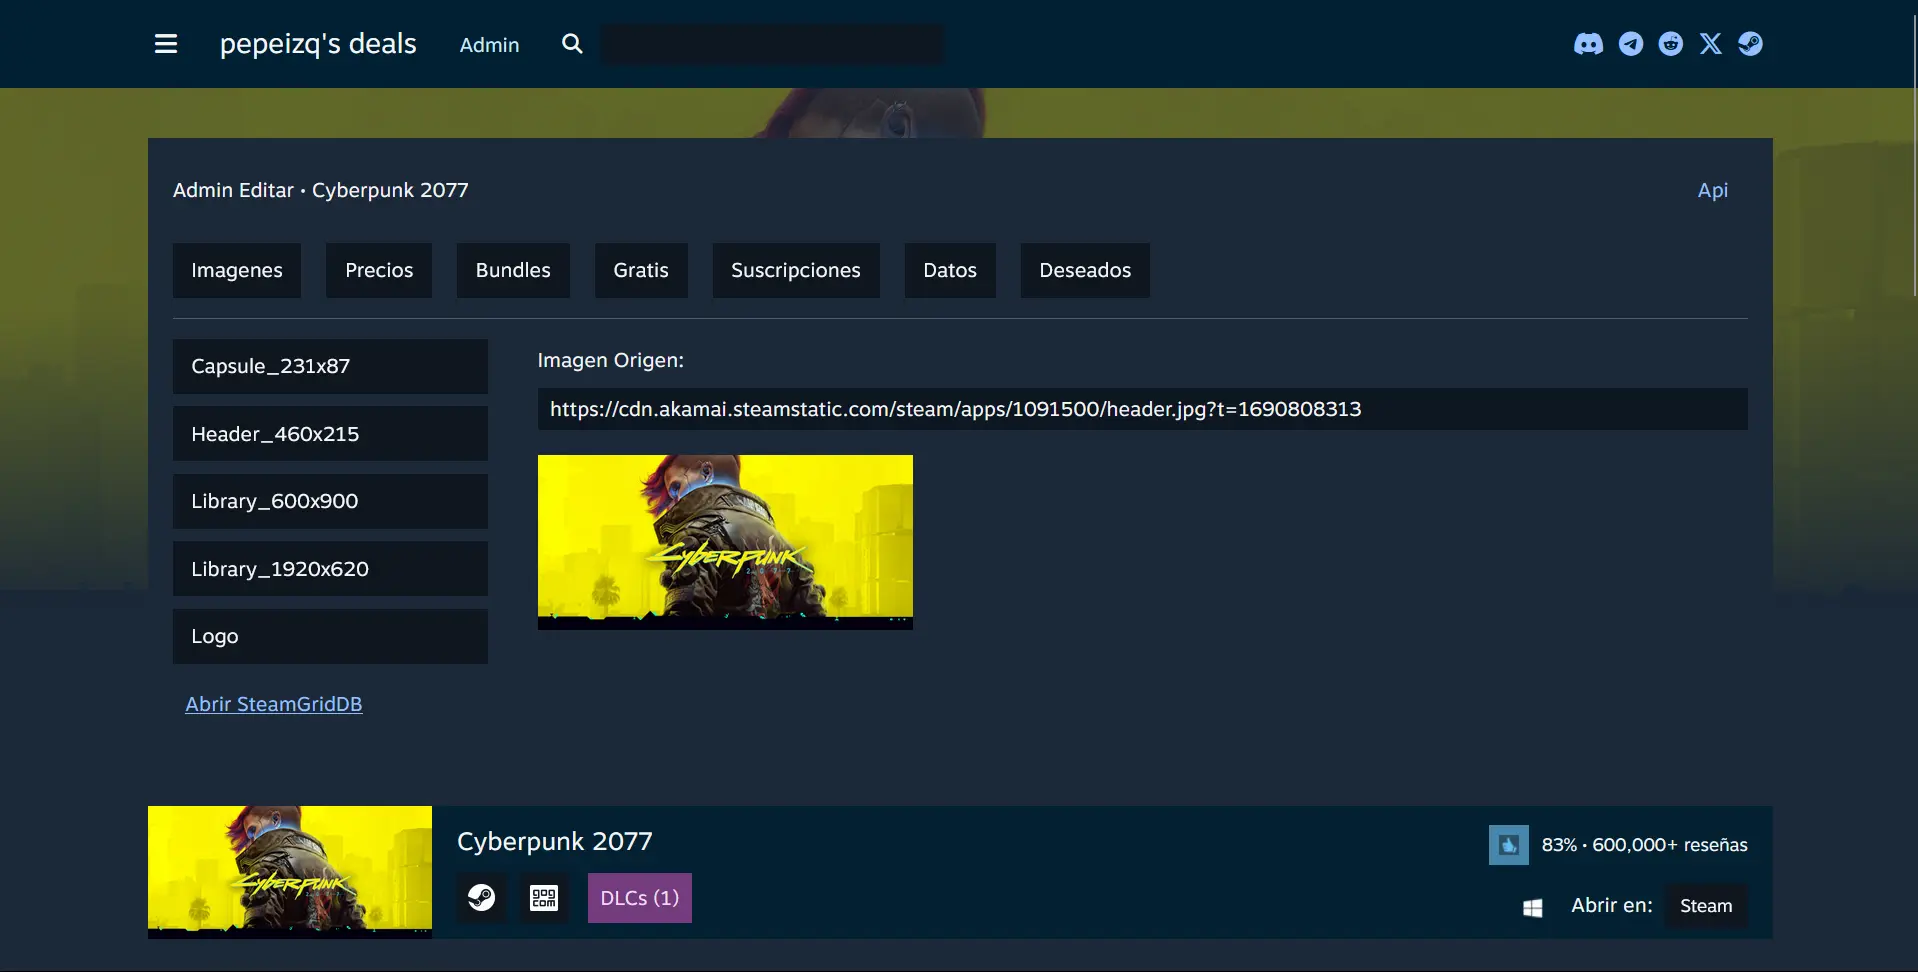 pepeizq's deals
Admin
Admin Editar • Cyberpunk 2077
Api
Imagenes
Precios
Bundles
Gratis
Suscripciones
Datos
Deseados
Capsule_231x87
Header_460x215
Library_600x900
Library_1920x620
Logo
Abrir SteamGridDB
Imagen Origen:
https://cdn.akamai.steamstatic.com/steam/apps/1091500/header.jpg?t=1690808313
Cyberpunk
2077
Cyberpunk
Cyberpunk 2077
gog
com
DLCs (1)
83% • 600,000+ reseñas
Abrir en:
Steam